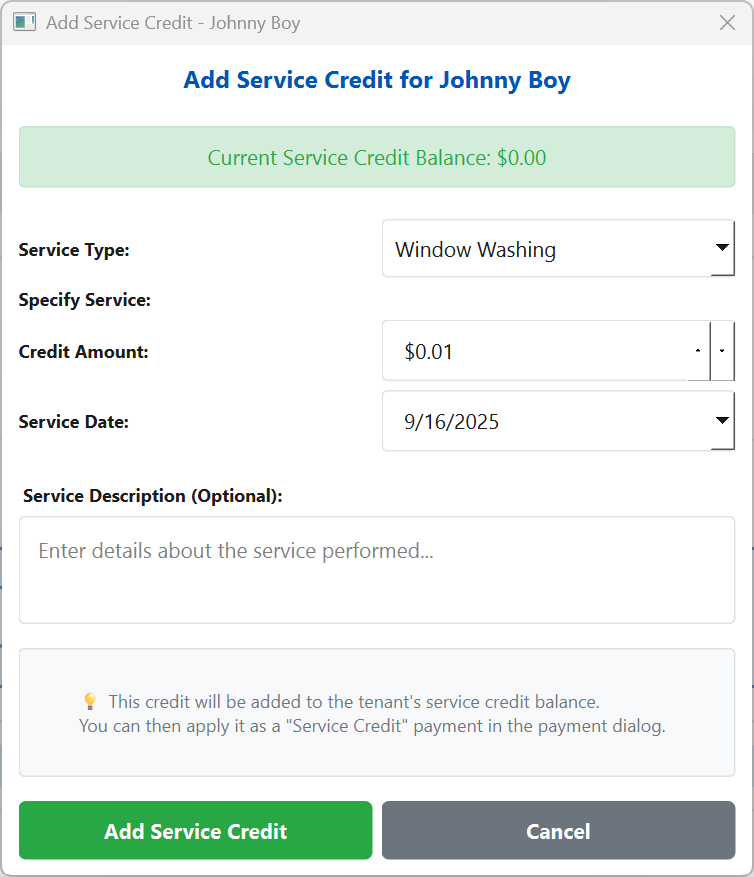 Add Service Credit - Johnny Boy
Add Service Credit for Johnny Boy
Current Service Credit Balance: $0.00
Service Type:
Window Washing
Specify Service:
Credit Amount:
$0.01
Service Date:
9/16/2025
Service Description (Optional):
Enter details about the service performed...
This credit will be added to the tenant's service credit balance.
You can then apply it as a "Service Credit" payment in the payment dialog.
Add Service Credit
Cancel